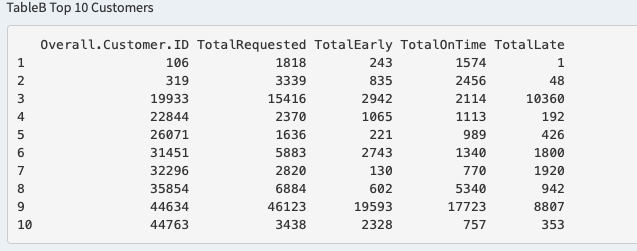 TableB Top 10 Customers
Overall.Customer.ID TotalRequested TotalEarly TotalOnTime TotalLate
1 106 1818 243 1574 1
2 319 3339 835 2456 48
3 19933 15416 2942 2114 10360
4 22844 2370 1065 1113 192
5 26071 1636 221 989 426
6 31451 5883 2743 1340 1800
7 32296 2820 130 770 1920
8 35854 6884 602 5340 942
9 44634 46123 19593 17723 8807
10 44763 3438 2328 757 353